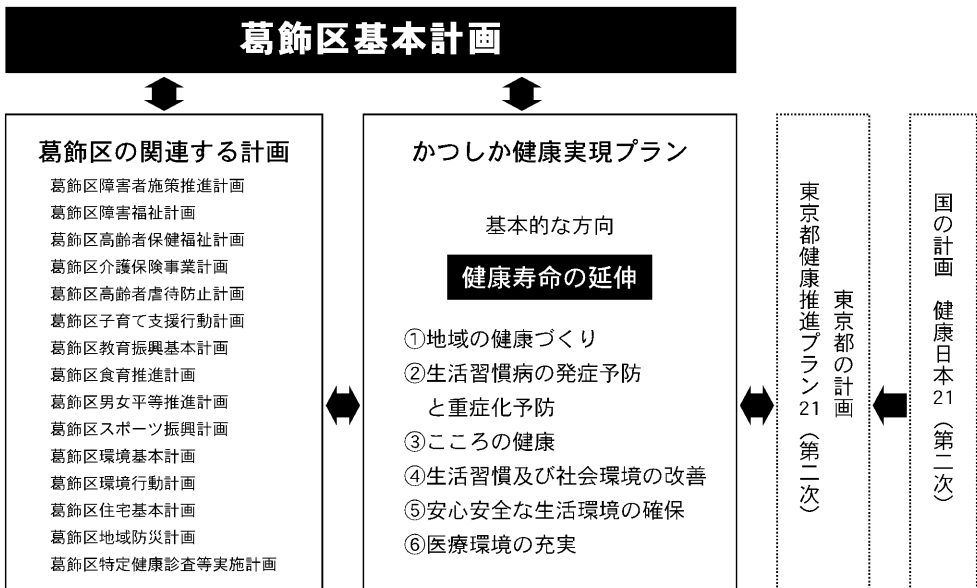 葛飾区基本計画
葛飾区の関連する計画
葛飾区障害者施策推進計画
葛飾区障害福祉計画
葛飾区高齢者保健福祉計画
葛飾区介護保険事業計画
葛飾区高齢者虐待防止計画
葛飾区子育て支援行動計画
葛飾区教育振興基本計画
葛飾区食育推進計画
葛飾区男女平等推進計画
葛飾区スポーツ振興計画
葛飾区環境基本計画
葛飾区環境行動計画
葛飾区住宅基本計画
葛飾区地域防災計画
葛飾区特定健康診査等実施計画
かつしか健康実現プラン
基本的な方向
健康寿命の延伸
①地域の健康づくり
②生活習慣病の発症予防
と重症化予防
③こころの健康
④生活習慣及び社会環境の改善
⑤安心安全な生活環境の確保
⑥医療環境の充実
東京都の計画
東京都健康推進プラン21（第二次）
国の計画　健康日本21（第二次）